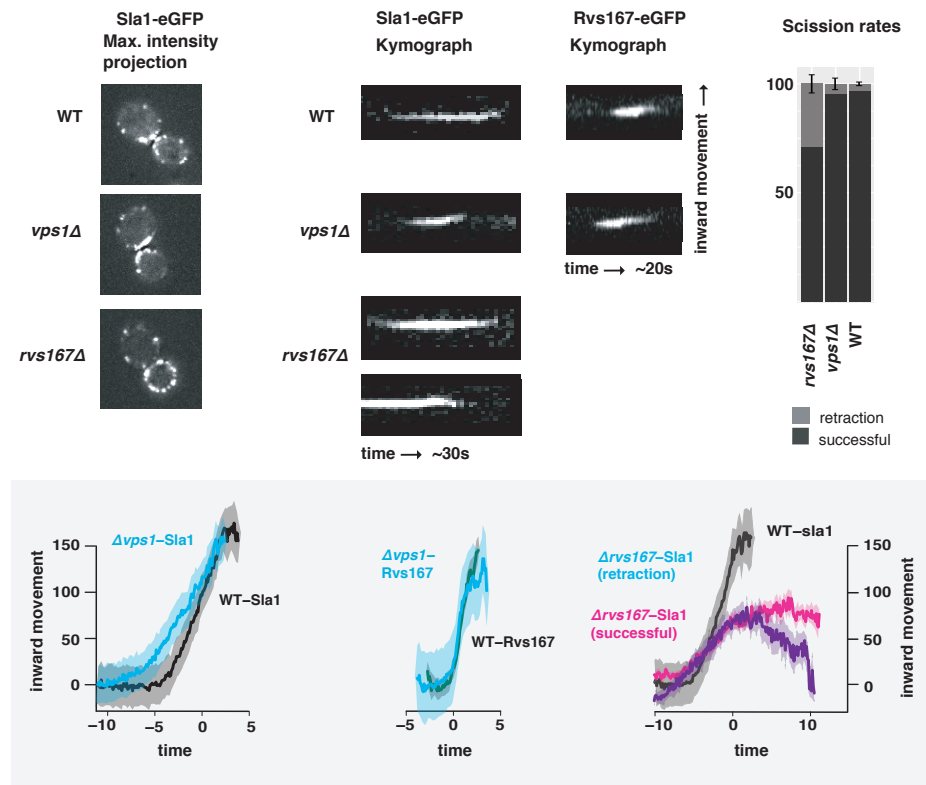 Sla1-eGFP
Max. intensity
projection
Sla1-eGFP
Kymograph
Rvs167-eGFP
Kymograph
Scission rates
WT
WT
inward movement →
100
50
vps1Δ
vps1Δ
time → ~20s
rvs167Δ
rvs167Δ
time → ~30s
rvs167Δ
vps1Δ
WT
retraction
successful
inward movement
150
100
50
0
Δvps1–Sla1
WT–Sla1
−10
−5
0
5
time
Δvps1–
Rvs167
WT–Rvs167
−5
0
5
time
WT–sla1
Δrvs167–Sla1
(retraction)
Δrvs167–Sla1
(successful)
−10
0
10
time
150
100
50
0
inward movement